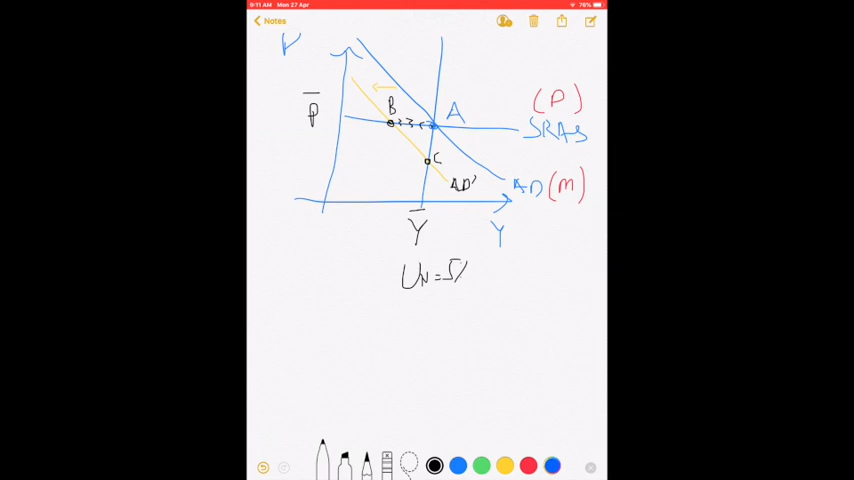 9:11 AM Mon 27 Apr
76%
Notes
P
P
B
A
(P)
SRAS
C
AD'
AD (M)
Y
Y
UN=5%